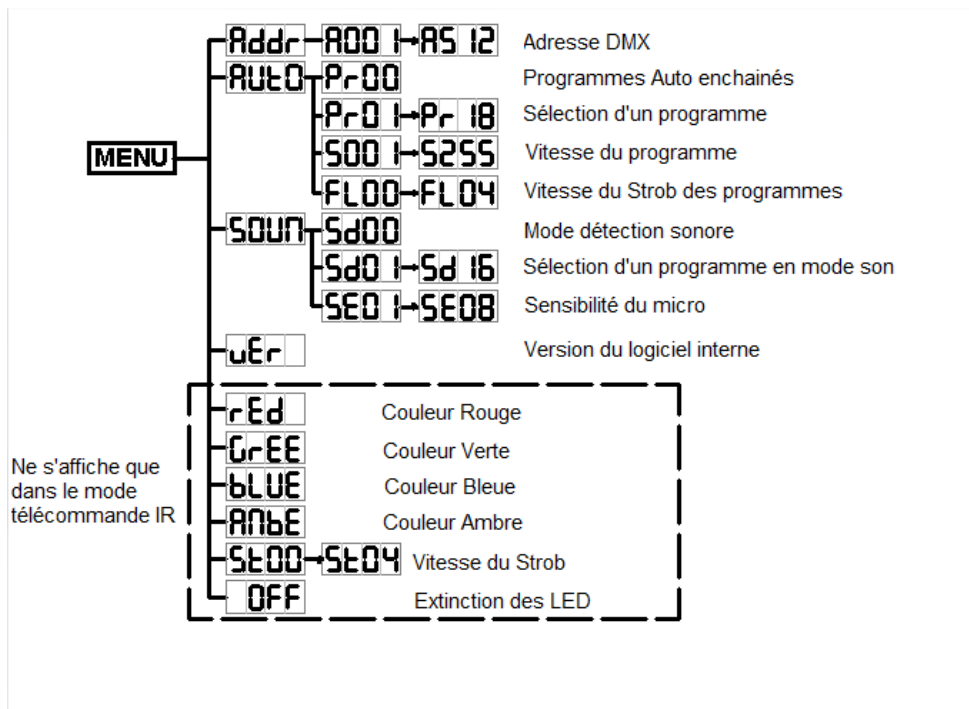 Addr A001 AS12 Adresse DMX
AUtO Pr00 Programmes Auto enchainés
Pr01 Pr18 Sélection d'un programme
MENU
S001 S255 Vitesse du programme
FL00 FL04 Vitesse du Strob des programmes
SOUN Sd00 Mode détection sonore
Sd01 Sd16 Sélection d'un programme en mode son
SE01 SE08 Sensibilité du micro
vEr Version du logiciel interne
rEd Couleur Rouge
GrEE Couleur Verte
bLUE Couleur Bleue
ANbE Couleur Ambre
St00 St04 Vitesse du Strob
OFF Extinction des LED
Ne s'affiche que
dans le mode
télécommande IR